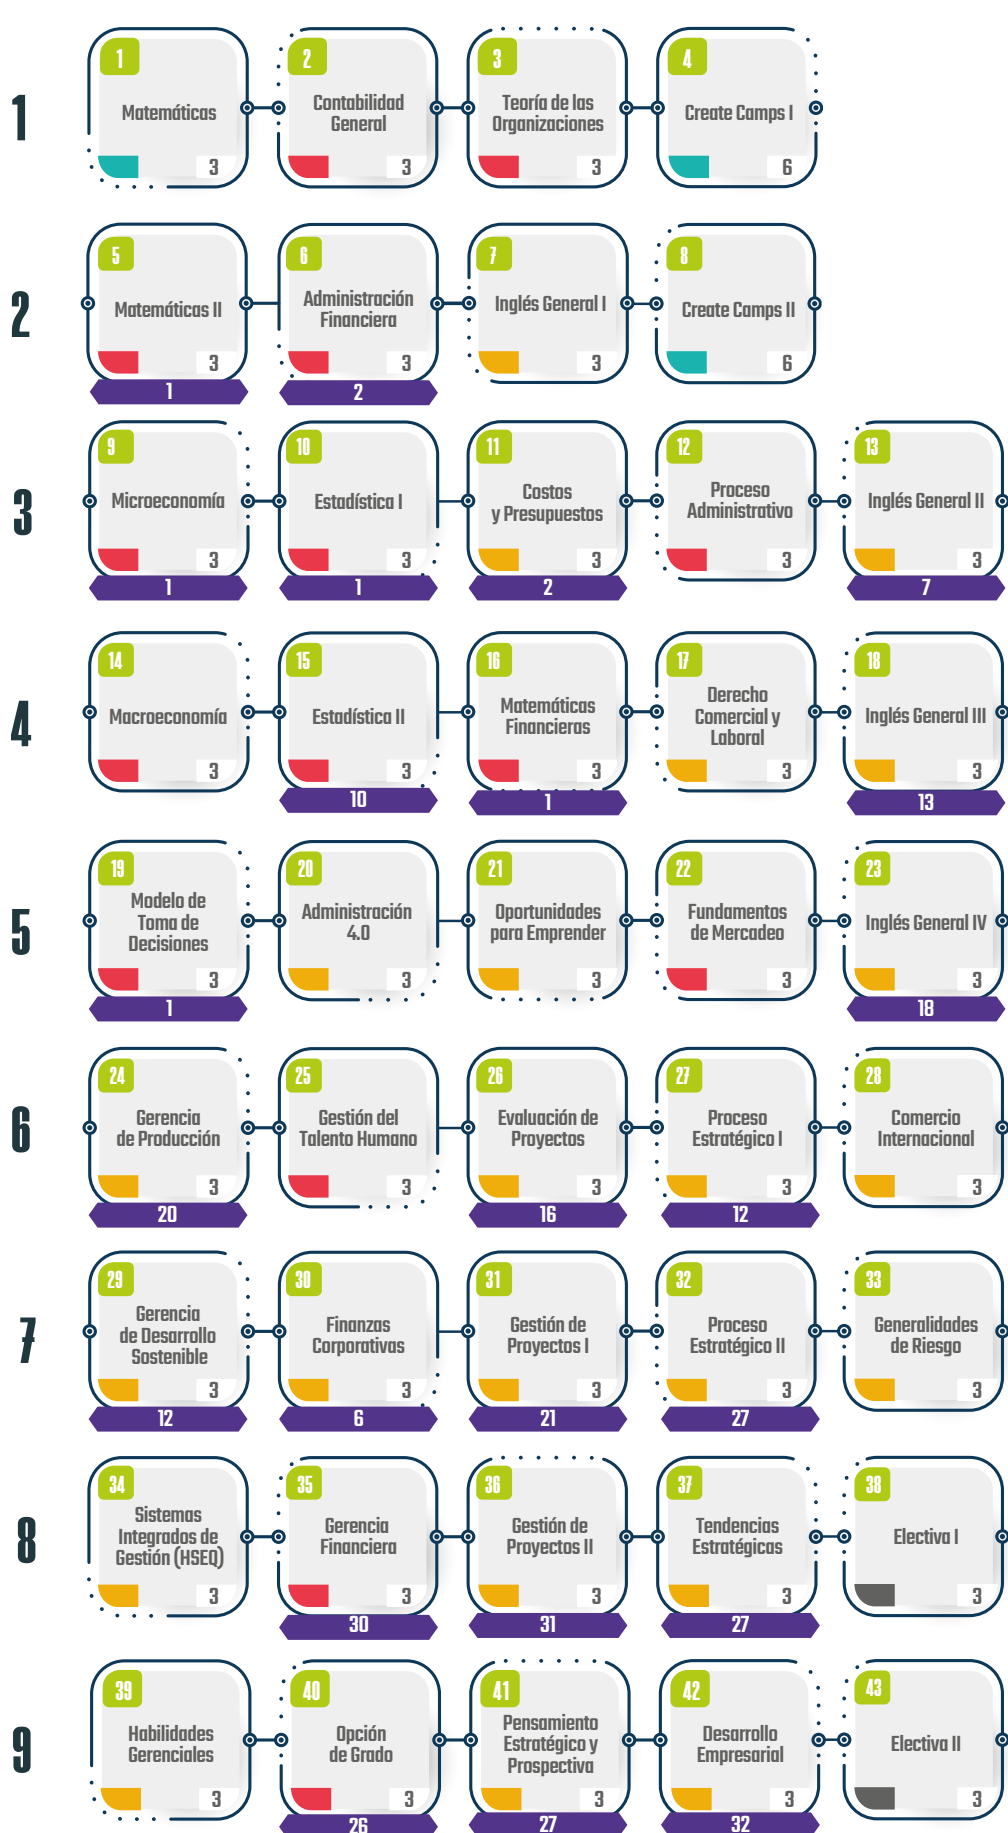 1
1
Matemáticas
3
2
Contabilidad
General
3
3
Teoría de las
Organizaciones
3
4
Create Camps I
6
2
5
Matemáticas II
3
1
6
Administración
Financiera
3
2
7
Inglés General I
3
8
Create Camps II
6
3
9
Microeconomía
3
1
10
Estadística I
3
1
11
Costos
y Presupuestos
3
2
12
Proceso
Administrativo
3
13
Inglés General II
3
7
4
14
Macroeconomía
3
15
Estadística II
3
10
16
Matemáticas
Financieras
3
1
17
Derecho
Comercial y
Laboral
3
18
Inglés General III
3
13
5
19
Modelo de
Toma de
Decisiones
3
1
20
Administración
4.0
3
21
Oportunidades
para Emprender
3
22
Fundamentos
de Mercadeo
3
23
Inglés General IV
3
18
6
24
Gerencia
de Producción
3
20
25
Gestión del
Talento Humano
3
26
Evaluación de
Proyectos
3
16
27
Proceso
Estratégico I
3
12
28
Comercio
Internacional
3
7
29
Gerencia
de Desarrollo
Sostenible
3
12
30
Finanzas
Corporativas
3
6
31
Gestión de
Proyectos I
3
21
32
Proceso
Estratégico II
3
27
33
Generalidades
de Riesgo
3
8
34
Sistemas
Integrados de
Gestión (HSEQ)
3
35
Gerencia
Financiera
3
30
36
Gestión de
Proyectos II
3
31
37
Tendencias
Estratégicas
3
27
38
Electiva I
3
9
39
Habilidades
Gerenciales
3
40
Opción
de Grado
3
26
41
Pensamiento
Estratégico y
Prospectiva
3
27
42
Desarrollo
Empresarial
3
32
43
Electiva II
3